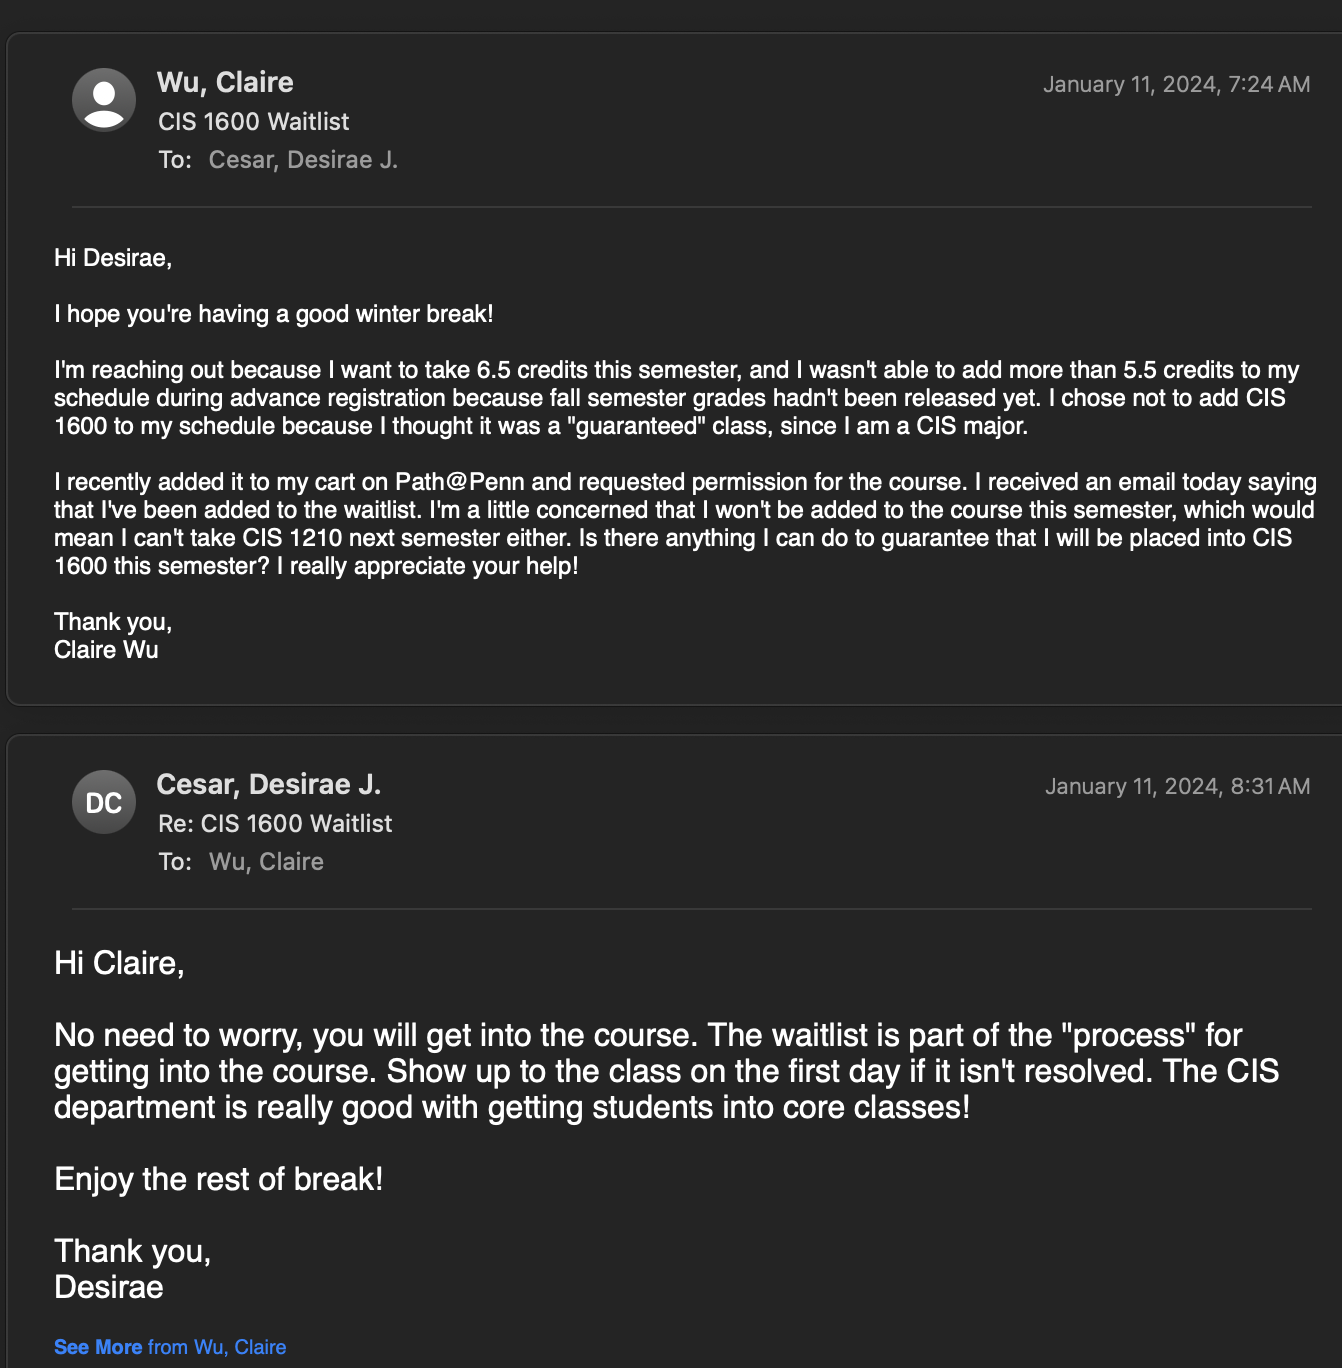 Wu, Claire
January 11, 2024, 7:24 AM
CIS 1600 Waitlist
To: Cesar, Desirae J.
Hi Desirae,
I hope you're having a good winter break!
I'm reaching out because I want to take 6.5 credits this semester, and I wasn't able to add more than 5.5 credits to my
schedule during advance registration because fall semester grades hadn't been released yet. I chose not to add CIS
1600 to my schedule because I thought it was a "guaranteed" class, since I am a CIS major.
I recently added it to my cart on Path@Penn and requested permission for the course. I received an email today saying
that I've been added to the waitlist. I'm a little concerned that I won't be added to the course this semester, which would
mean I can't take CIS 1210 next semester either. Is there anything I can do to guarantee that I will be placed into CIS
1600 this semester? I really appreciate your help!
Thank you,
Claire Wu
DC
Cesar, Desirae J.
January 11, 2024, 8:31 AM
Re: CIS 1600 Waitlist
To: Wu, Claire
Hi Claire,
No need to worry, you will get into the course. The waitlist is part of the "process" for
getting into the course. Show up to the class on the first day if it isn't resolved. The CIS
department is really good with getting students into core classes!
Enjoy the rest of break!
Thank you,
Desirae
See More from Wu, Claire